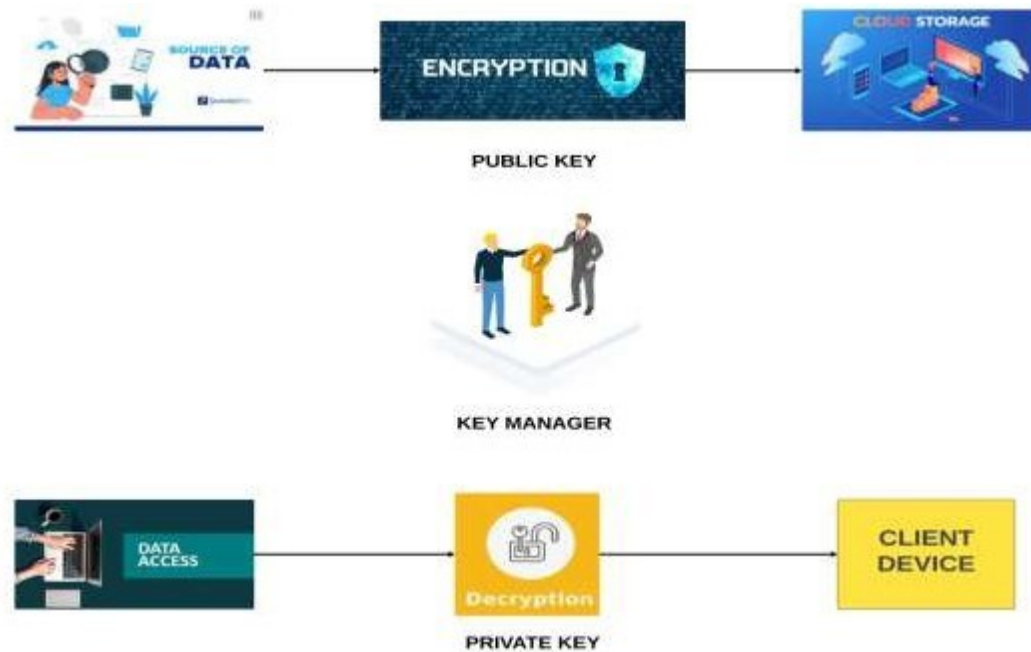 SOURCE OF
DATA
ENCRYPTION
CLOUD STORAGE
PUBLIC KEY
KEY MANAGER
DATA
ACCESS
Decryption
CLIENT
DEVICE
PRIVATE KEY